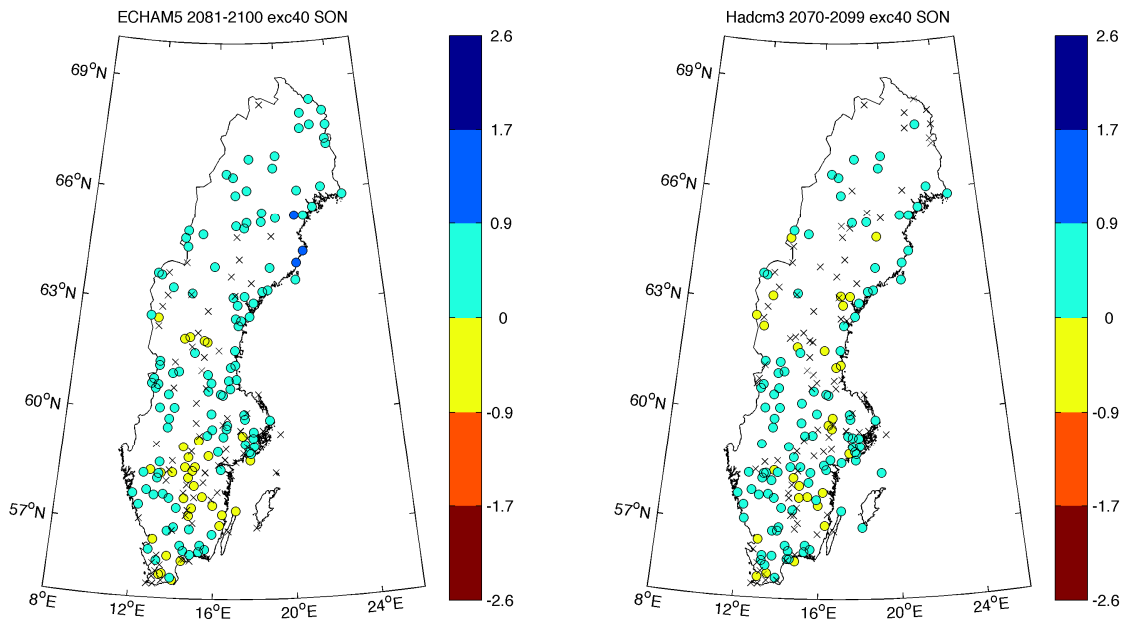 ECHAM5 2081-2100 exc40 SON
69°N
66°N
63°N
60°N
57°N
8°E
12°E
16°E
20°E
24°E
2.6
1.7
0.9
0
-0.9
-1.7
-2.6
Hadcm3 2070-2099 exc40 SON
69°N
66°N
63°N
60°N
57°N
8°E
12°E
16°E
20°E
24°E
2.6
1.7
0.9
0
-0.9
-1.7
-2.6